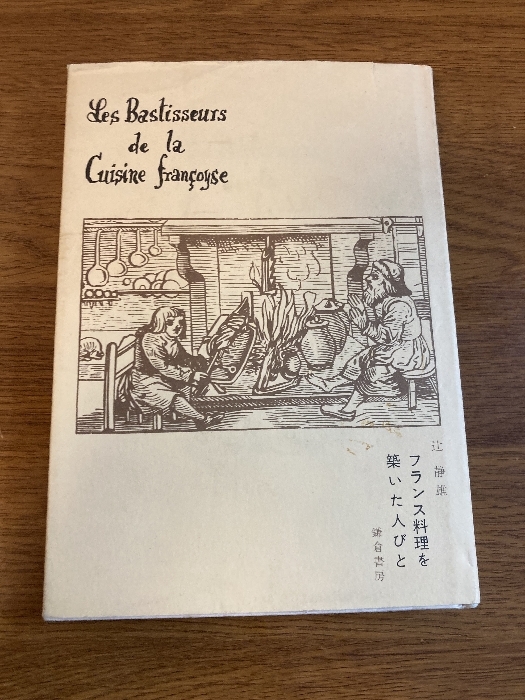 Les Bastisseurs
de la
Cuisine françoyse
辻 静雄
フランス料理を
築いた人びと
鎌倉書房